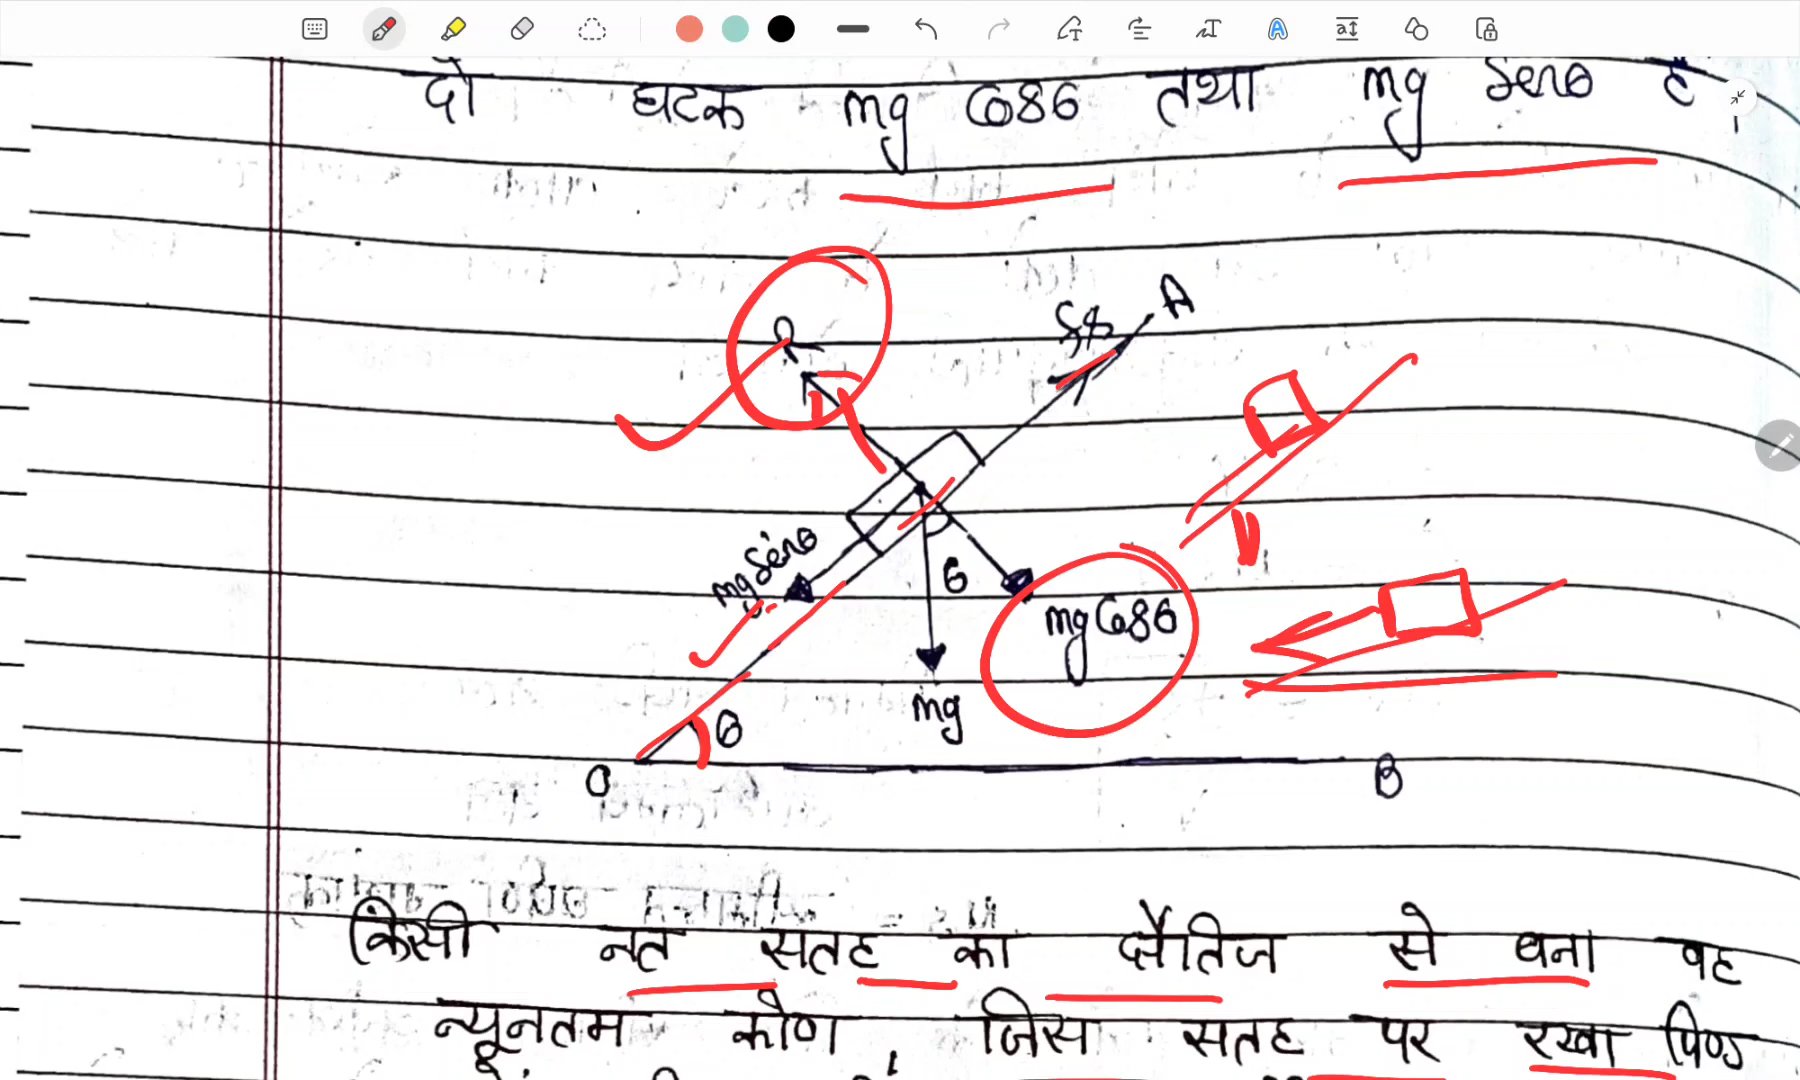 दो घटक mg Cosθ तथा mg Sinθ है
R
fs A
mg Sinθ
θ
mg Cosθ
mg
θ
O B
किसी नत सतह का क्षैतिज से बना वह
न्यूनतम कोण, जिस सतह पर रखा पिण्ड